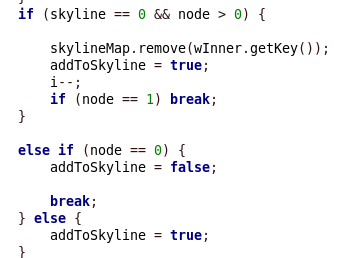 if (skyline == 0 && node > 0) {
skylineMap.remove(wInner.getKey());
addToSkyline = true;
i--;
if (node == 1) break;
}
else if (node == 0) {
addToSkyline = false;
break;
} else {
addToSkyline = true;
}